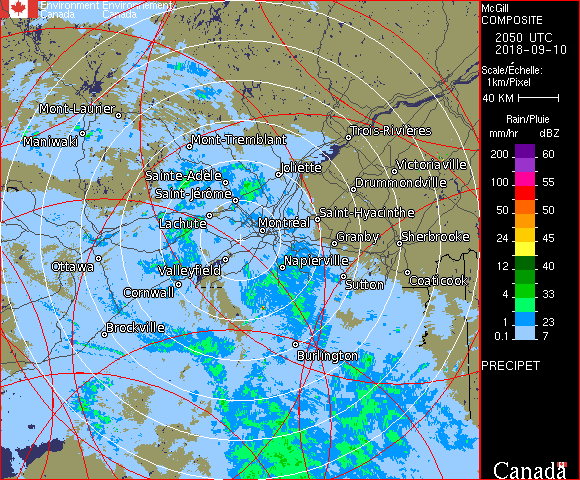 Environment Environnement
Canada Canada
Mont-Laurier
Maniwaki
Mont-Tremblant
Trois-Rivières
Joliette
Victoriaville
Sainte-Adèle
Drummondville
Saint-Jérôme
Saint-Hyacinthe
Lachute
Montréal
Granby
Sherbrooke
Ottawa
Valleyfield
Napierville
Sutton
Coaticook
Cornwall
Brockville
Burlington
McGill
COMPOSITE
2050 UTC
2018-09-10
Scale/Échelle:
1km/Pixel
40 KM
Rain/Pluie
mm/hr dBZ
200 60
100 55
50 50
24 45
12 40
4 33
1 23
0.1 7
PRECIPET
Canada